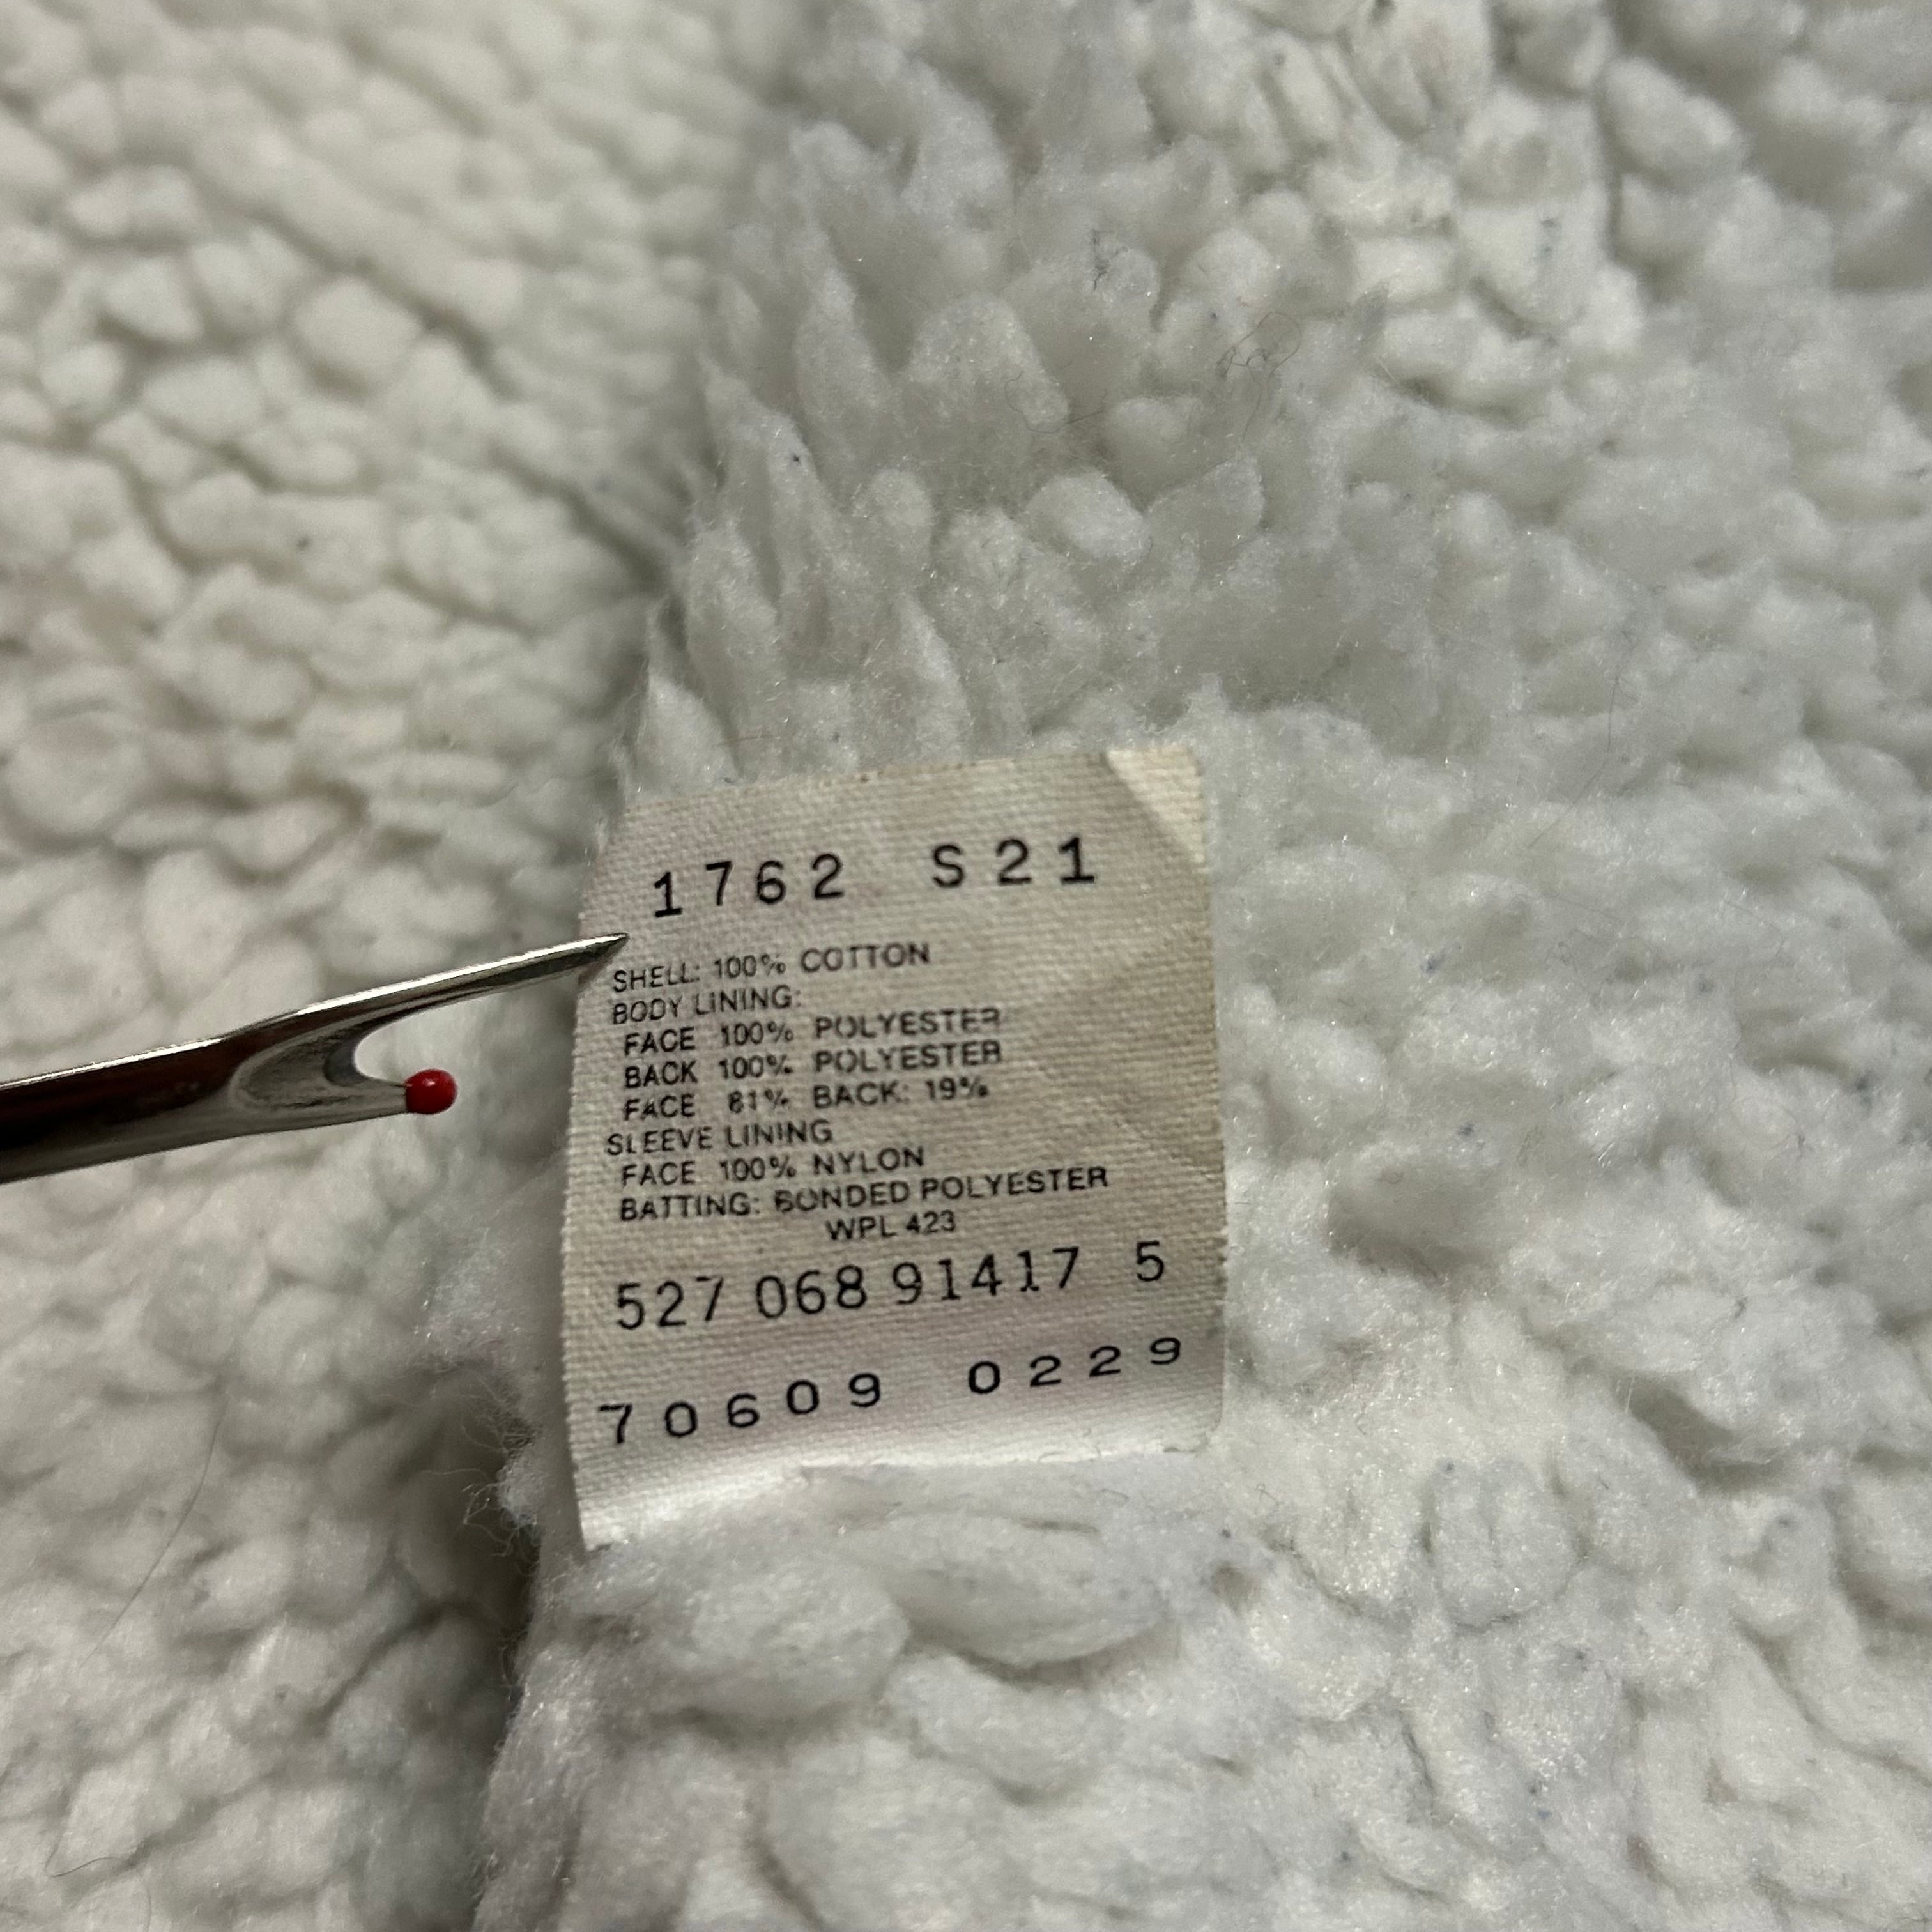 1762 S21
SHELL: 100% COTTON
BODY LINING:
FACE 100% POLYESTER
BACK 100% POLYESTER
FACE 81% BACK: 19%
SLEEVE LINING
FACE 100% NYLON
BATTING: BONDED POLYESTER
WPL 423
527 068 91417 5
70609 0229